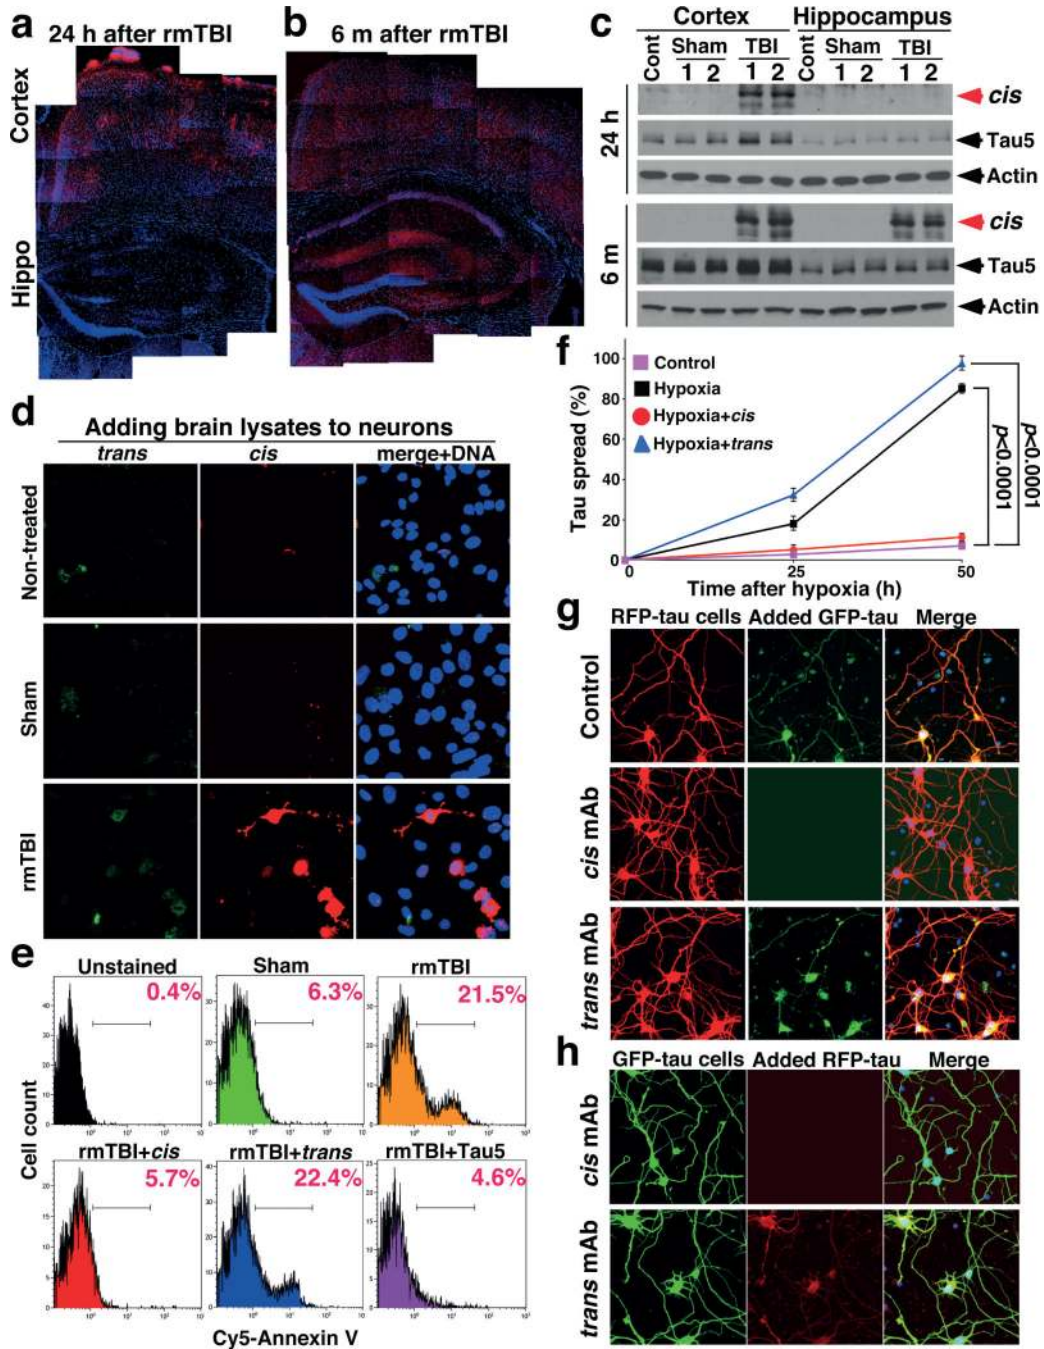 a
24 h after rmTBI
Cortex
Hippo
b
6 m after rmTBI
c
Cortex Hippocampus
Cont Sham TBI Cont Sham TBI
1 2 1 2 1 2 1 2
24 h
cis
Tau5
Actin
6 m
cis
Tau5
Actin
d
Adding brain lysates to neurons
trans cis merge+DNA
Non-treated
Sham
rmTBI
e
Unstained Sham rmTBI
0.4% 6.3% 21.5%
rmTBI+cis rmTBI+trans rmTBI+Tau5
5.7% 22.4% 4.6%
Cell count
Cy5-Annexin V
f
Control
Hypoxia
Hypoxia+cis
Hypoxia+trans
Tau spread (%)
100
80
60
40
20
0
0 25 50
Time after hypoxia (h)
p<0.0001
p<0.0001
g
RFP-tau cells Added GFP-tau Merge
Control
cis mAb
trans mAb
h
GFP-tau cells Added RFP-tau Merge
cis mAb
trans mAb